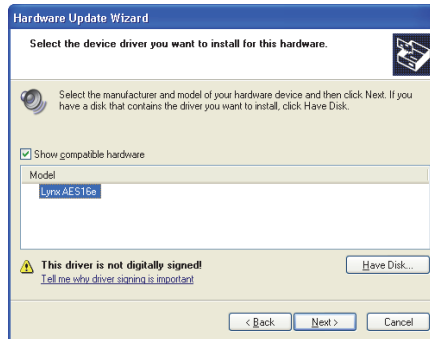 Hardware Update Wizard
Select the device driver you want to install for this hardware.
Select the manufacturer and model of your hardware device and then click Next. If you
have a disk that contains the driver you want to install, click Have Disk.
Show compatible hardware
Model
Lynx AES16e
This driver is not digitally signed!
Tell me why driver signing is important
Have Disk...
< Back
Next >
Cancel